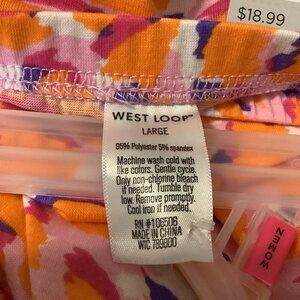 $18.99
WEST LOOP™
LARGE
95% Polyester 5% spandex
Machine wash cold with
like colors. Gentle cycle.
Only non-chlorine bleach
if needed. Tumble dry
low. Remove promptly.
Cool iron if needed.
RN #106506
MADE IN CHINA
WIC 789800
WOMEN